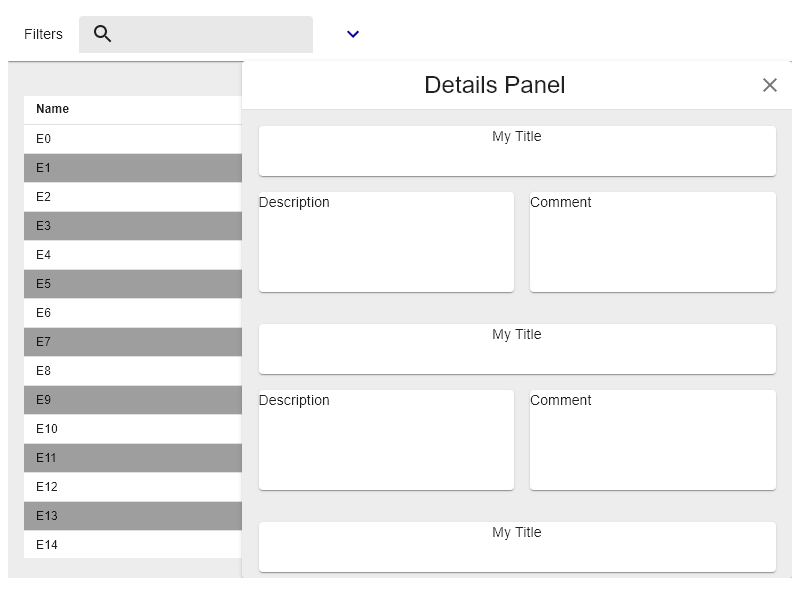 Filters
Details Panel
Name
E0
E1
E2
E3
E4
E5
E6
E7
E8
E9
E10
E11
E12
E13
E14
My Title
Description
Comment
My Title
Description
Comment
My Title